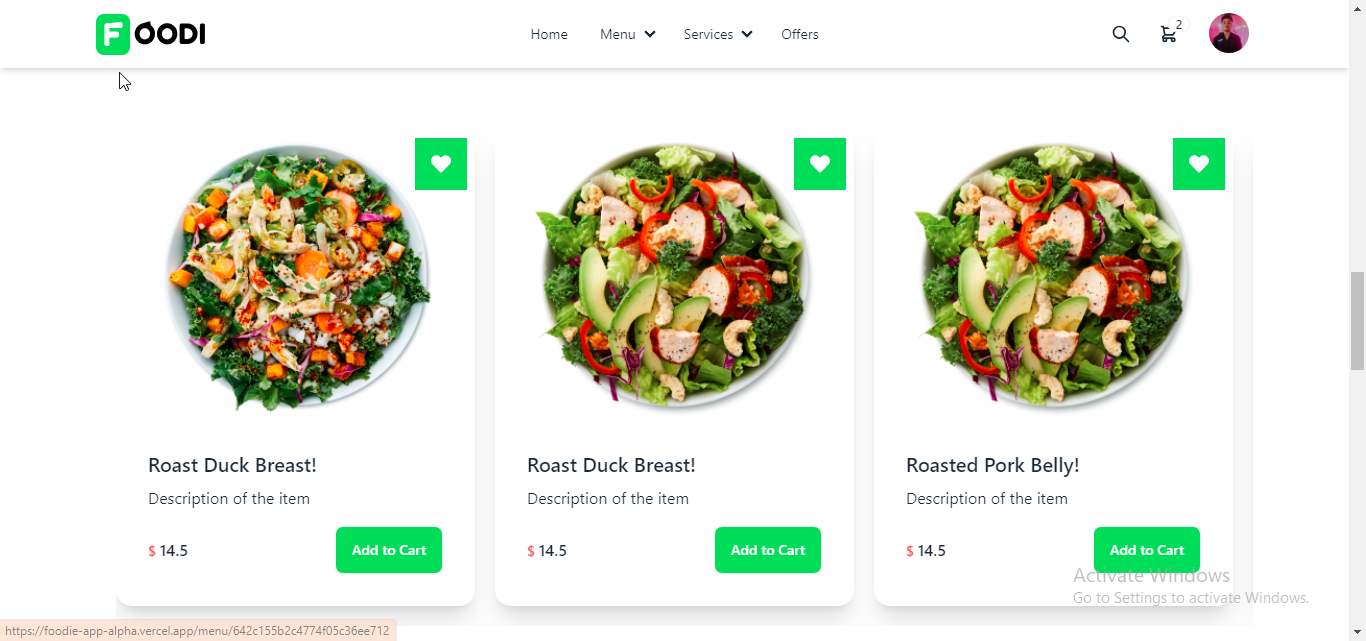 FOODI
Home Menu Services Offers
2
Roast Duck Breast!
Description of the item
$ 14.5 Add to Cart
Roast Duck Breast!
Description of the item
$ 14.5 Add to Cart
Roasted Pork Belly!
Description of the item
$ 14.5 Add to Cart
Activate Windows
Go to Settings to activate Windows.
https://foodie-app-alpha.vercel.app/menu/642c155b2c4774f05c36ee712